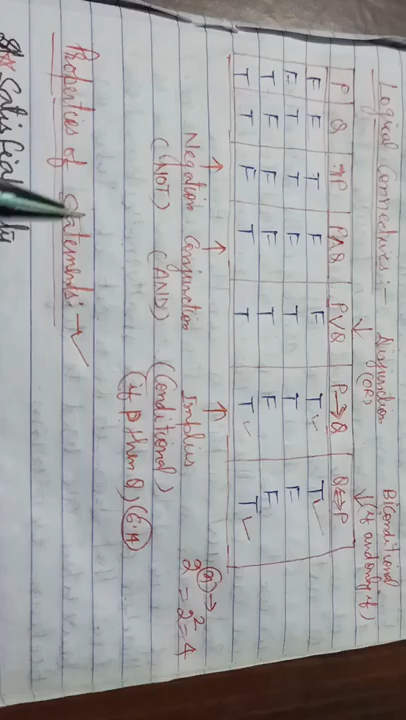 Logical Connectives :-
Disjunction (OR)
Biconditional (if and only if)
P Q ¬P P∧Q P∨Q P→Q Q↔P
F F T F F T T
F T T F T T F
T F F F T F F
T T F T T T T
Negation (NOT)
Conjunction (AND)
Implies (Conditional)
(if P then Q)
2 = 2² = 4
Properties of Statements :-